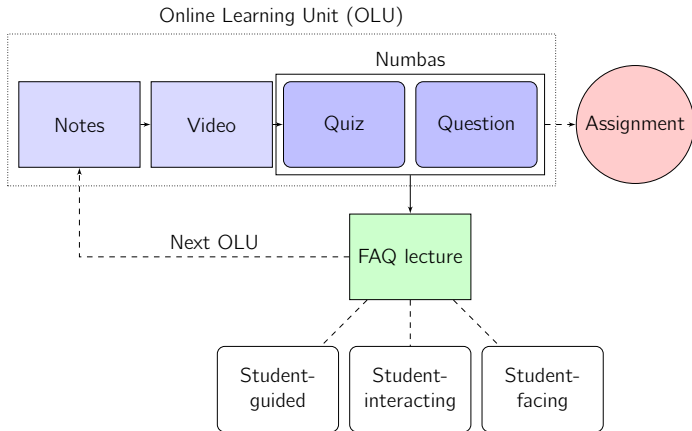 Online Learning Unit (OLU)
Numbas
Notes
Video
Quiz
Question
Assignment
Next OLU
FAQ lecture
Student-
guided
Student-
interacting
Student-
facing